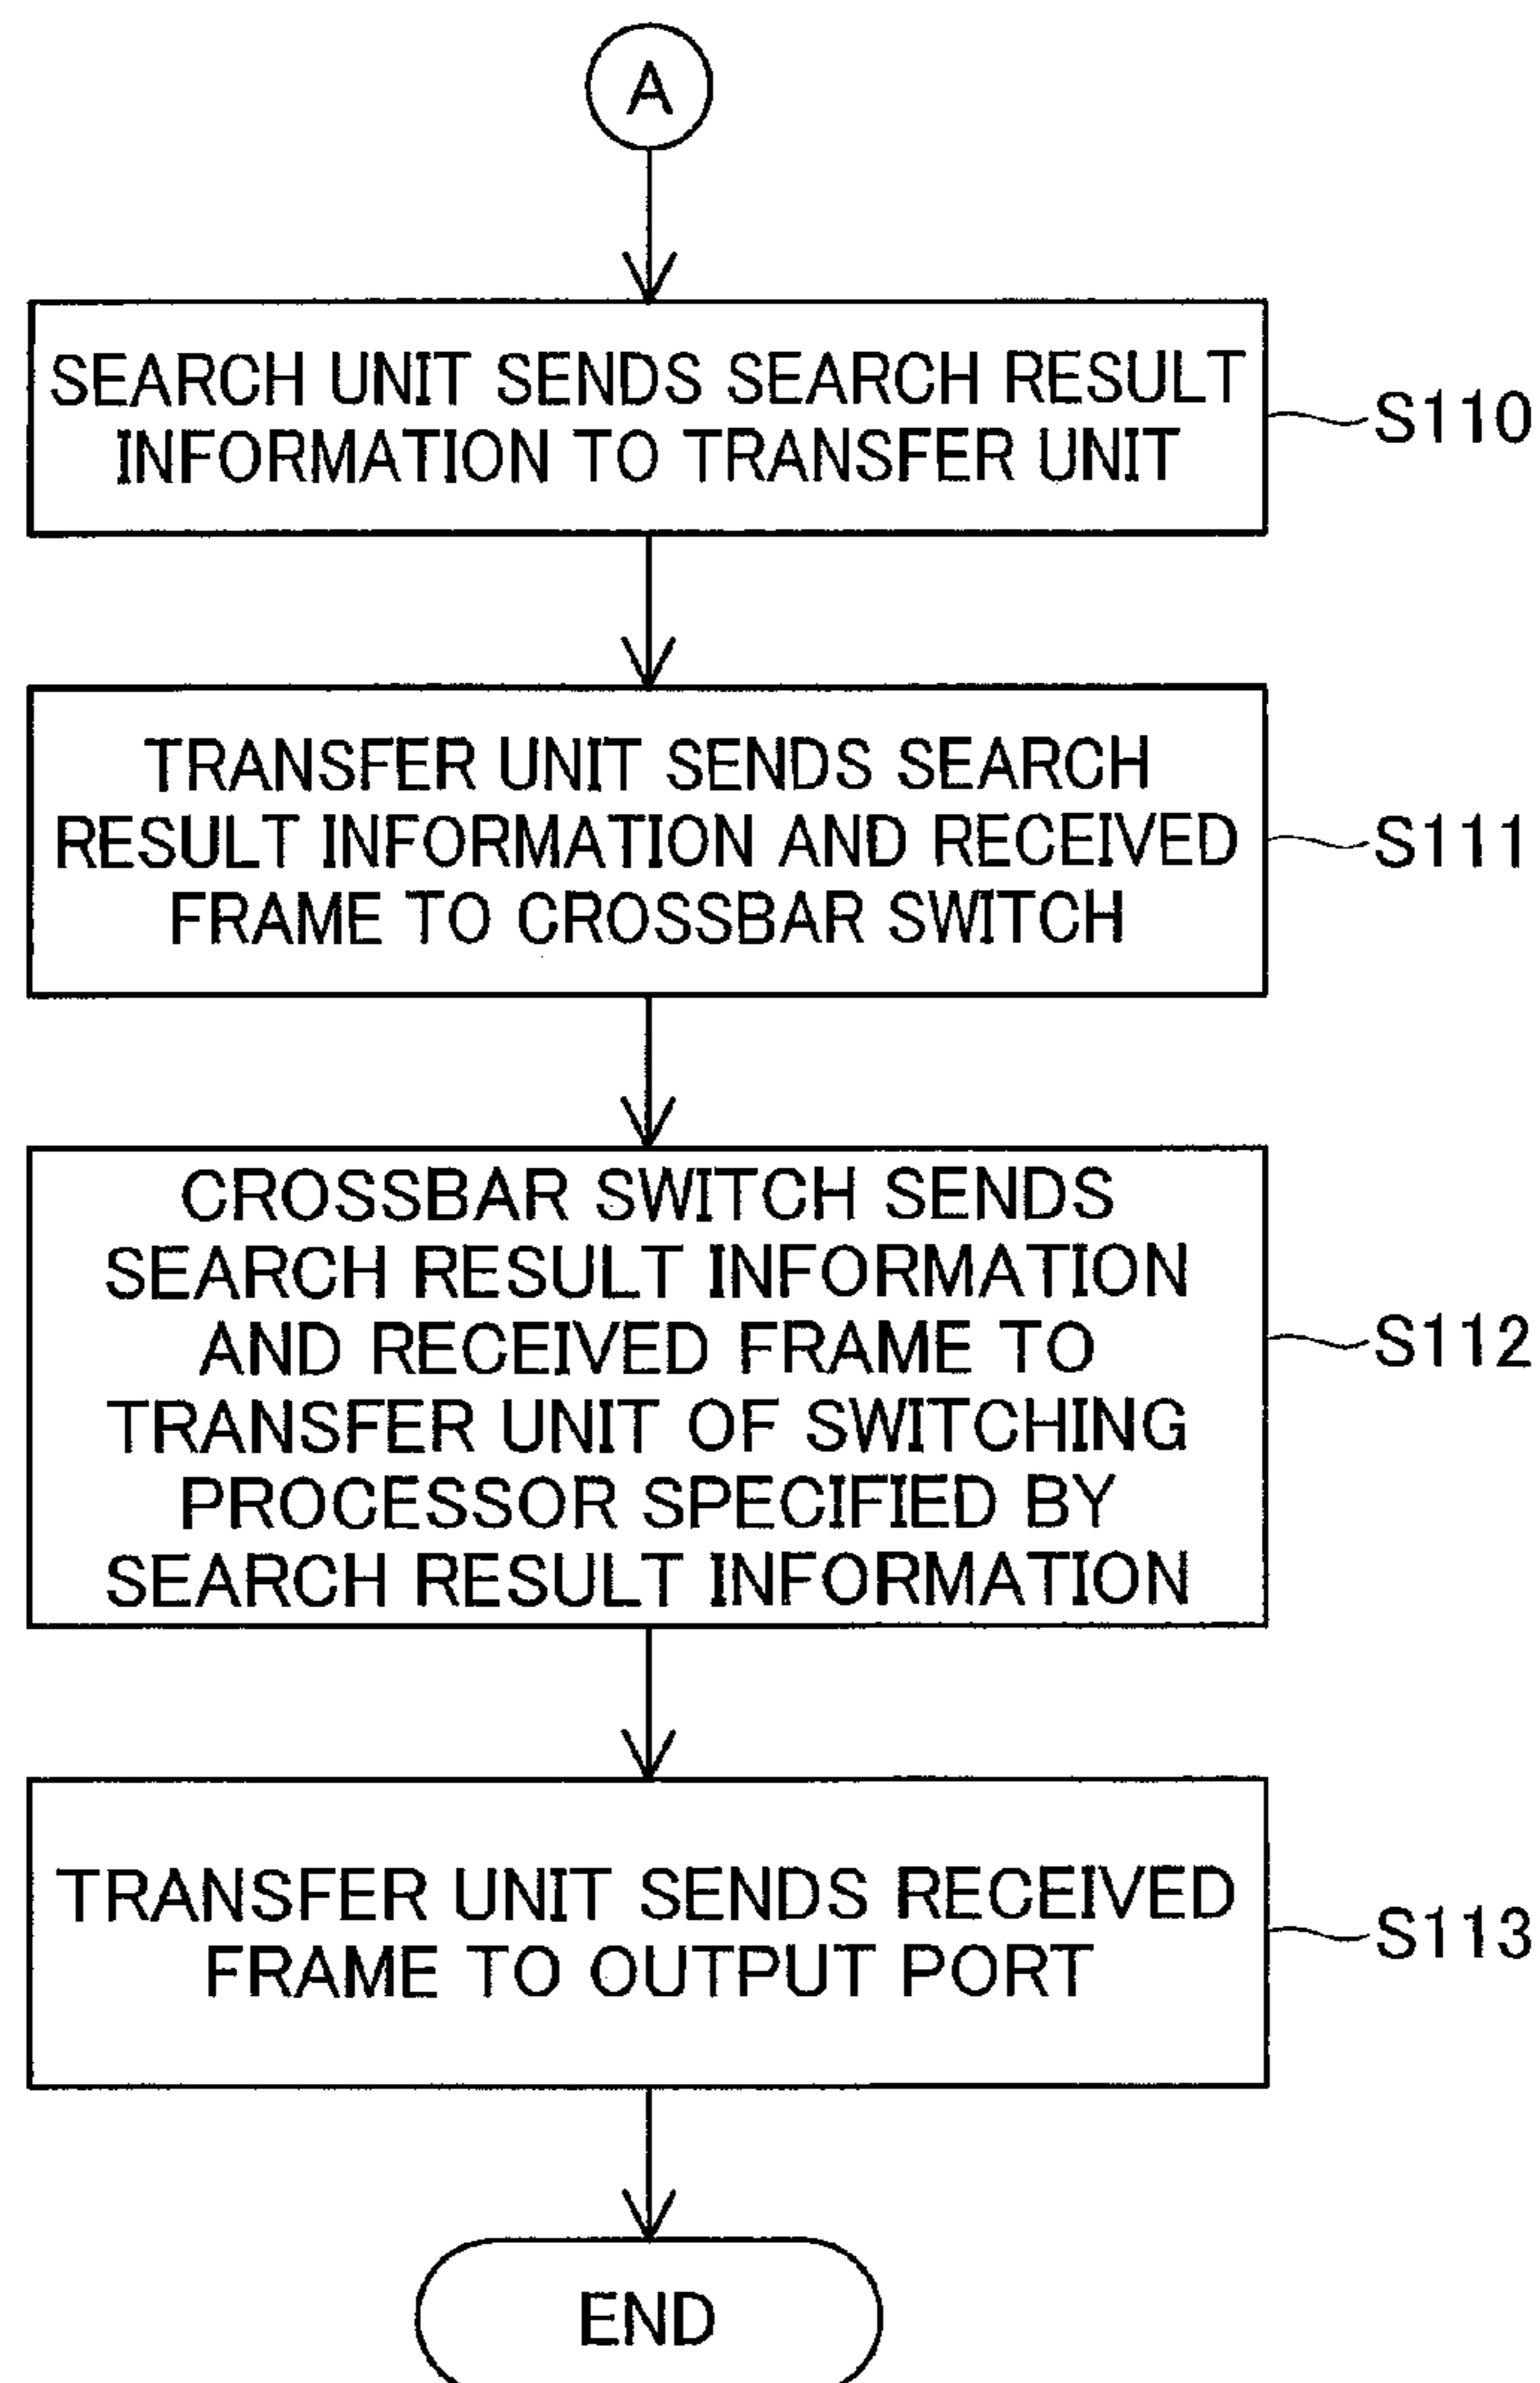 A
SEARCH UNIT SENDS SEARCH RESULT
INFORMATION TO TRANSFER UNIT
S110
TRANSFER UNIT SENDS SEARCH
RESULT INFORMATION AND RECEIVED
FRAME TO CROSSBAR SWITCH
S111
CROSSBAR SWITCH SENDS
SEARCH RESULT INFORMATION
AND RECEIVED FRAME TO
TRANSFER UNIT OF SWITCHING
PROCESSOR SPECIFIED BY
SEARCH RESULT INFORMATION
S112
TRANSFER UNIT SENDS RECEIVED
FRAME TO OUTPUT PORT
S113
END